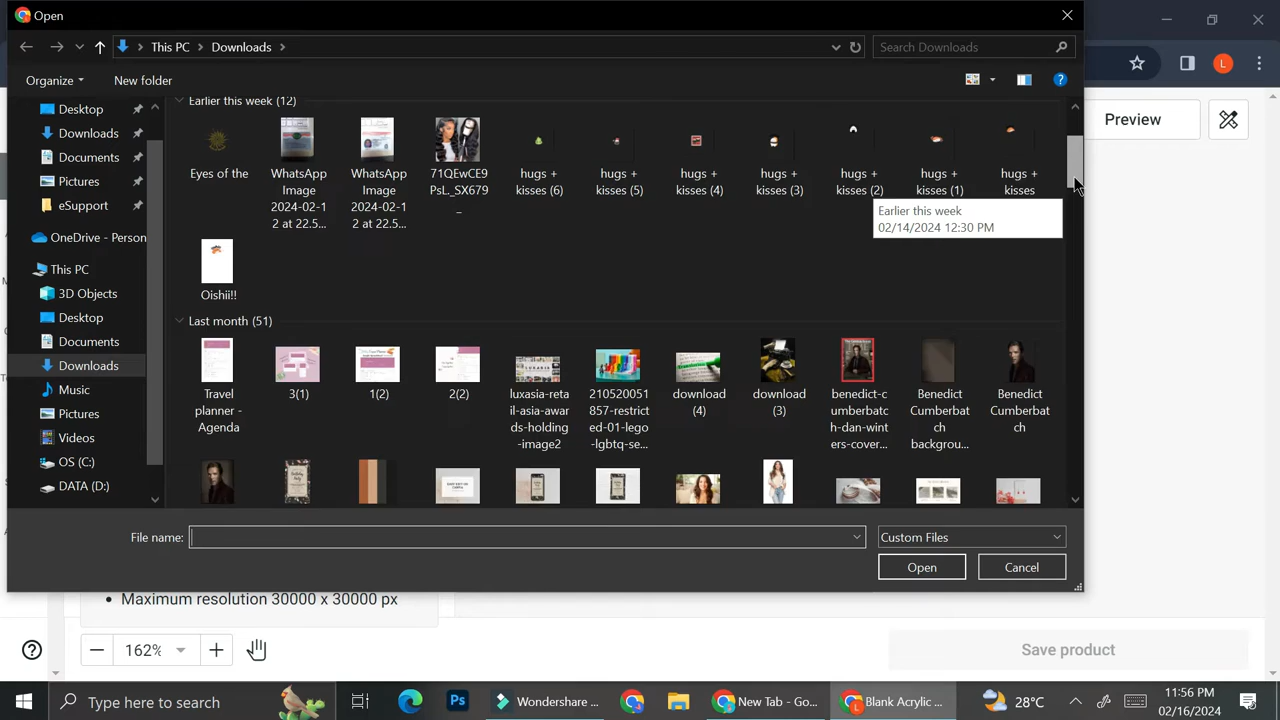 Open
This PC
Downloads
Search Downloads
Organize
New folder
Preview
Desktop
Downloads
Documents
Pictures
eSupport
OneDrive - Person
This PC
3D Objects
Desktop
Documents
Downloads
Music
Pictures
Videos
OS (C:)
DATA (D:)
Earlier this week (12)
Eyes of the
WhatsApp
Image
2024-02-1
2 at 22.5...
WhatsApp
Image
2024-02-1
2 at 22.5...
71QEwCE9
PsL._SX679
_
hugs +
kisses (6)
hugs +
kisses (5)
hugs +
kisses (4)
hugs +
kisses (3)
hugs +
kisses (2)
hugs +
kisses (1)
hugs +
kisses
Earlier this week
02/14/2024 12:30 PM
Oishii!!
Last month (51)
Travel
planner -
Agenda
3(1)
1(2)
2(2)
luxasia-reta
il-asia-awa
rds-holding
-image2
210520051
857-restrict
ed-01-lego
-lgbtq-se...
download
(4)
download
(3)
benedict-c
umberbatc
h-dan-wint
ers-cover...
Benedict
Cumberbat
ch
backgrou...
Benedict
Cumberbat
ch
File name:
Custom Files
Open
Cancel
• Maximum resolution 30000 x 30000 px
162%
Save product
Type here to search
Ps
Wondershare ...
New Tab - Go...
Blank Acrylic ...
28°C
11:56 PM
02/16/2024